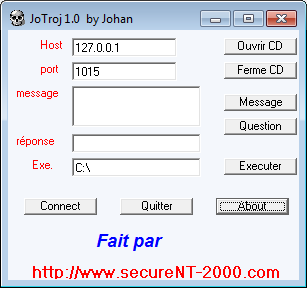 JoTroj 1.0 by Johan
Host 127.0.0.1 Ouvrir CD
port 1015 Ferme CD
message Message
Question
réponse
Exe. C:\ Executer
Connect Quitter About
Fait par
http://www.secureNT-2000.com